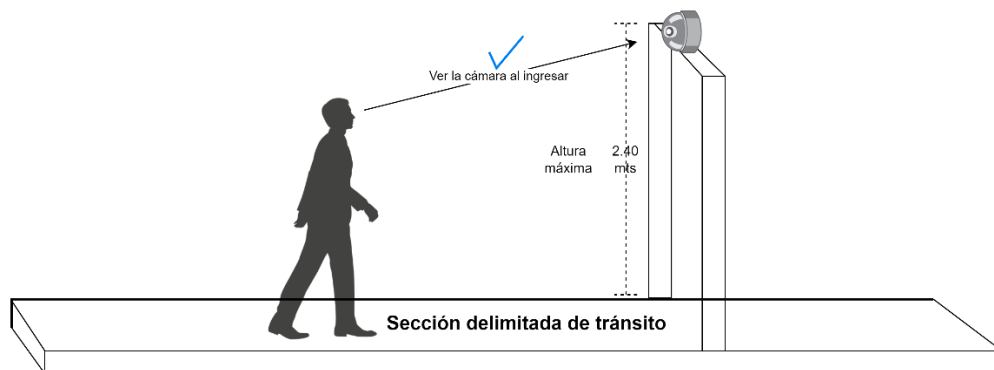 Ver la cámara al ingresar
Altura 2.40
máxima mts
Sección delimitada de tránsito